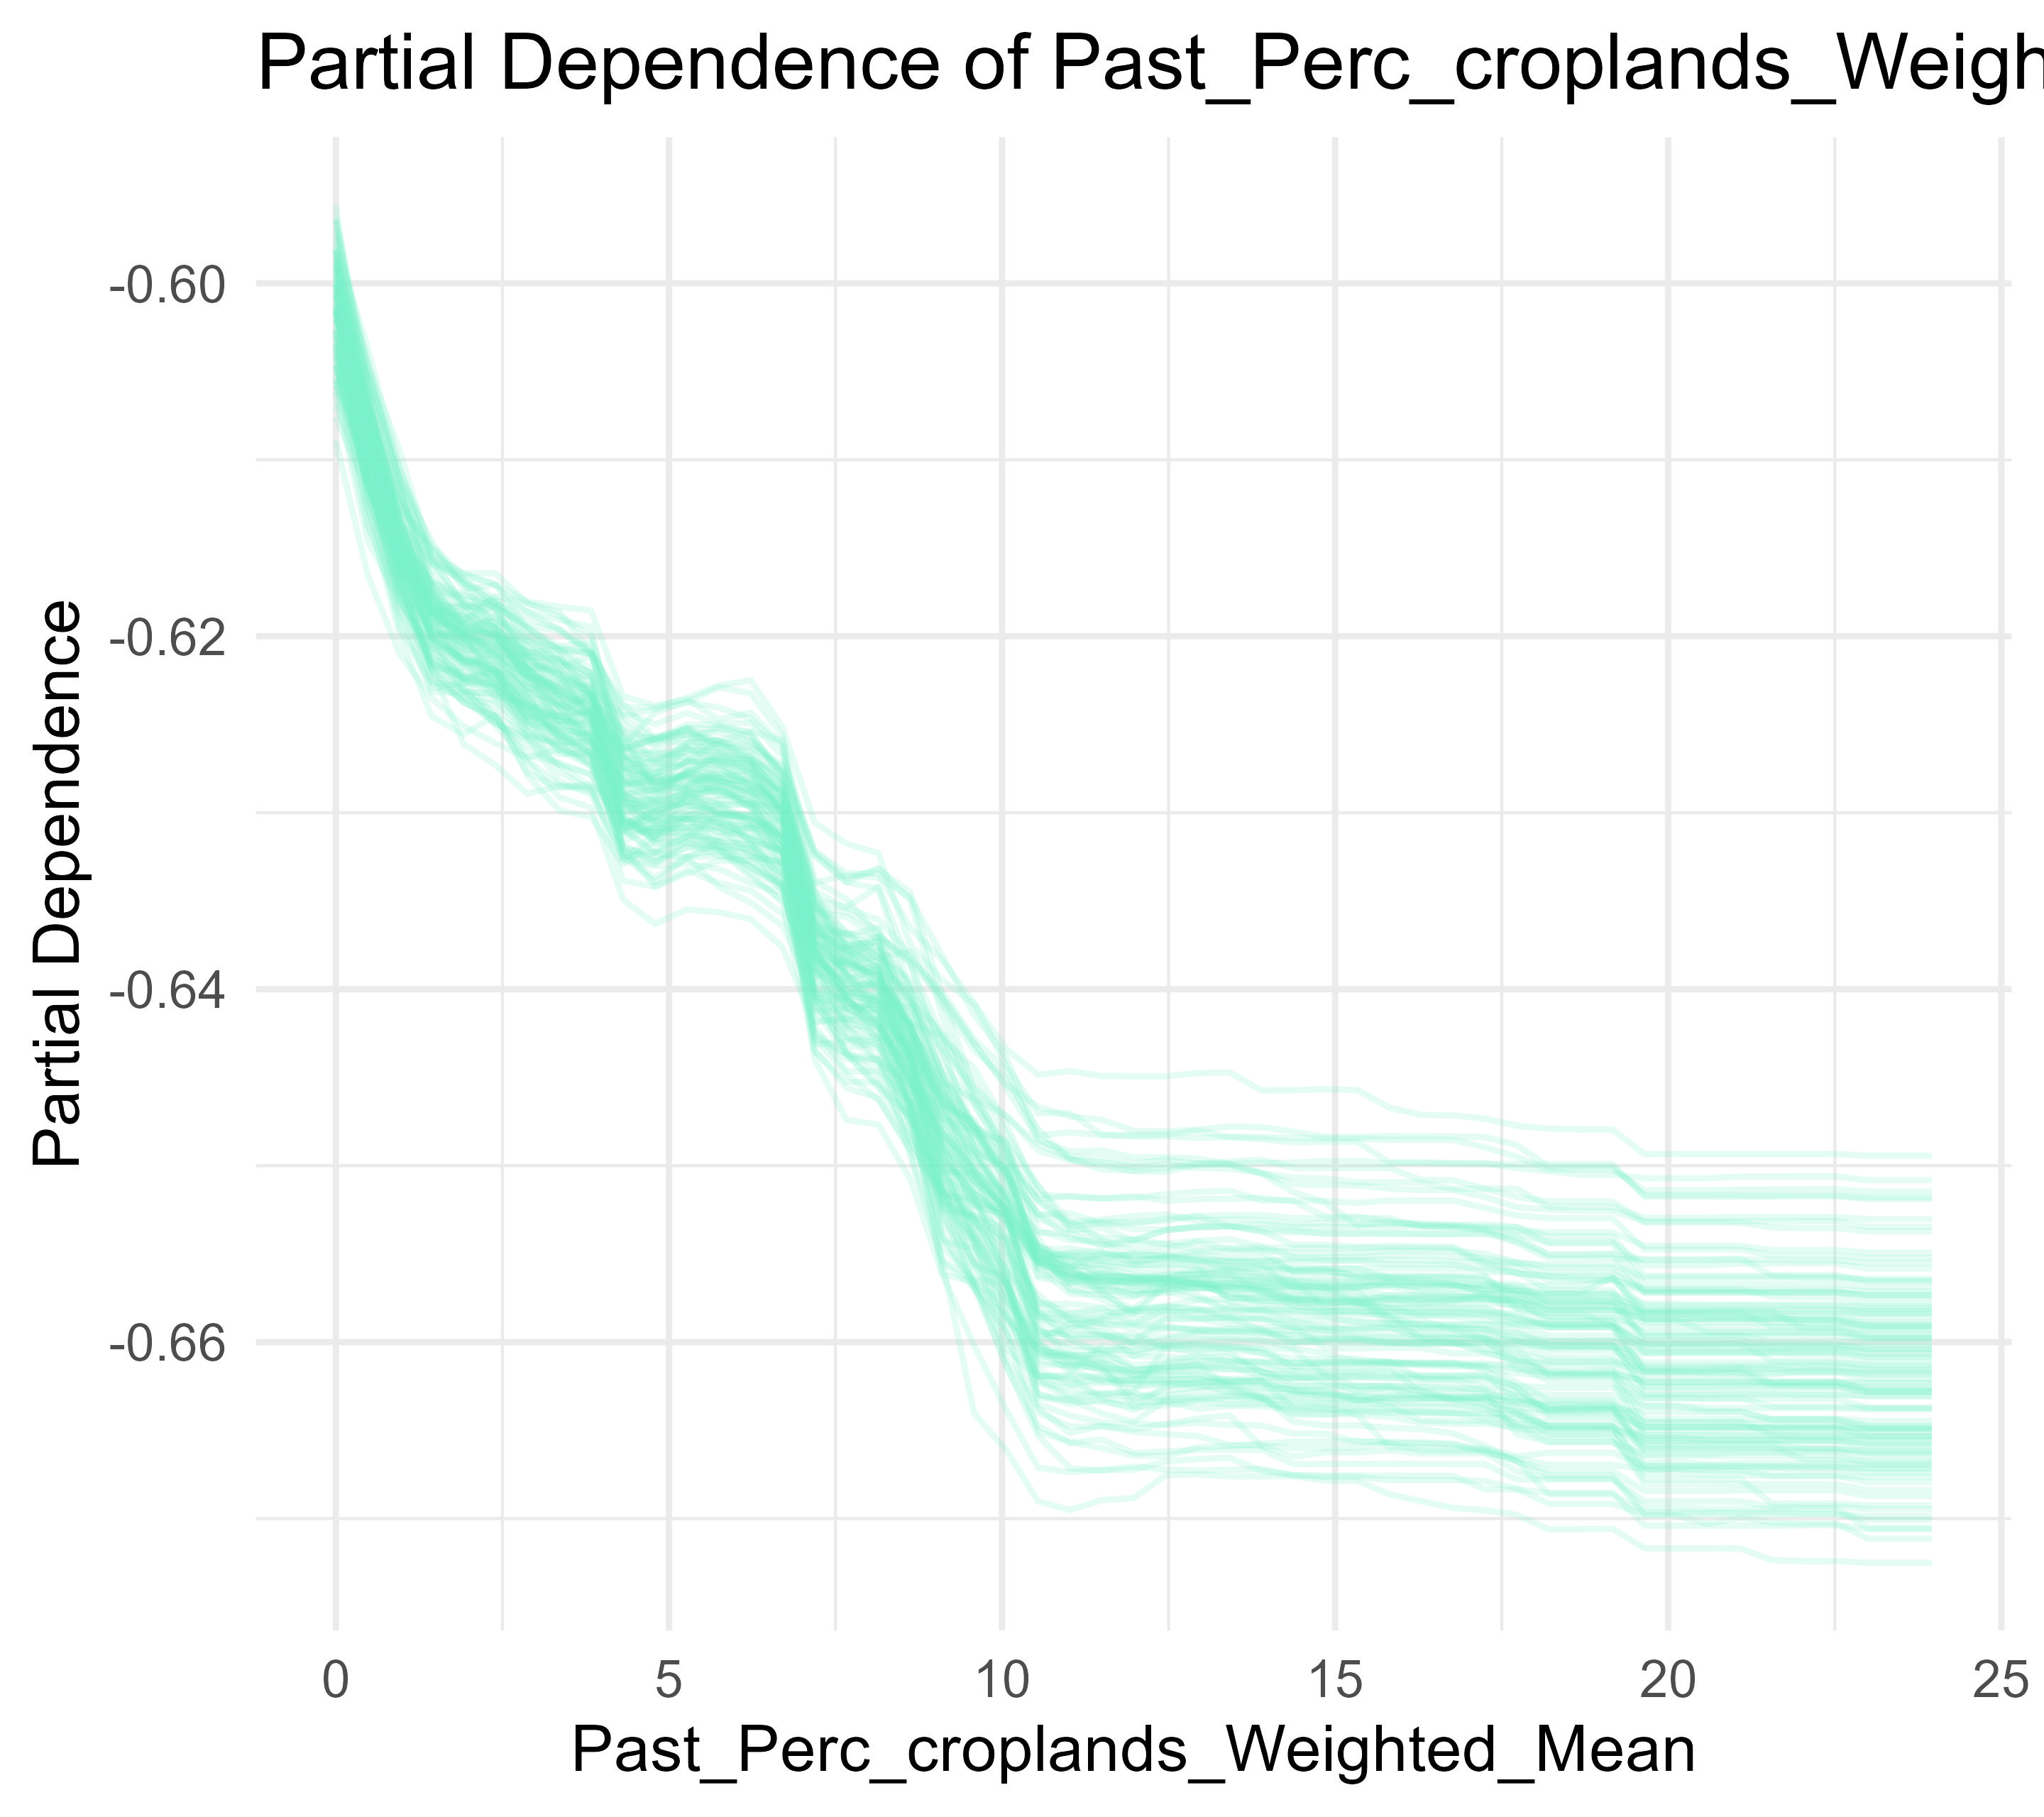 Partial Dependence of Past_Perc_croplands_Weigh
-0.60
-0.62
-0.64
-0.66
Partial Dependence
0 5 10 15 20 25
Past_Perc_croplands_Weighted_Mean